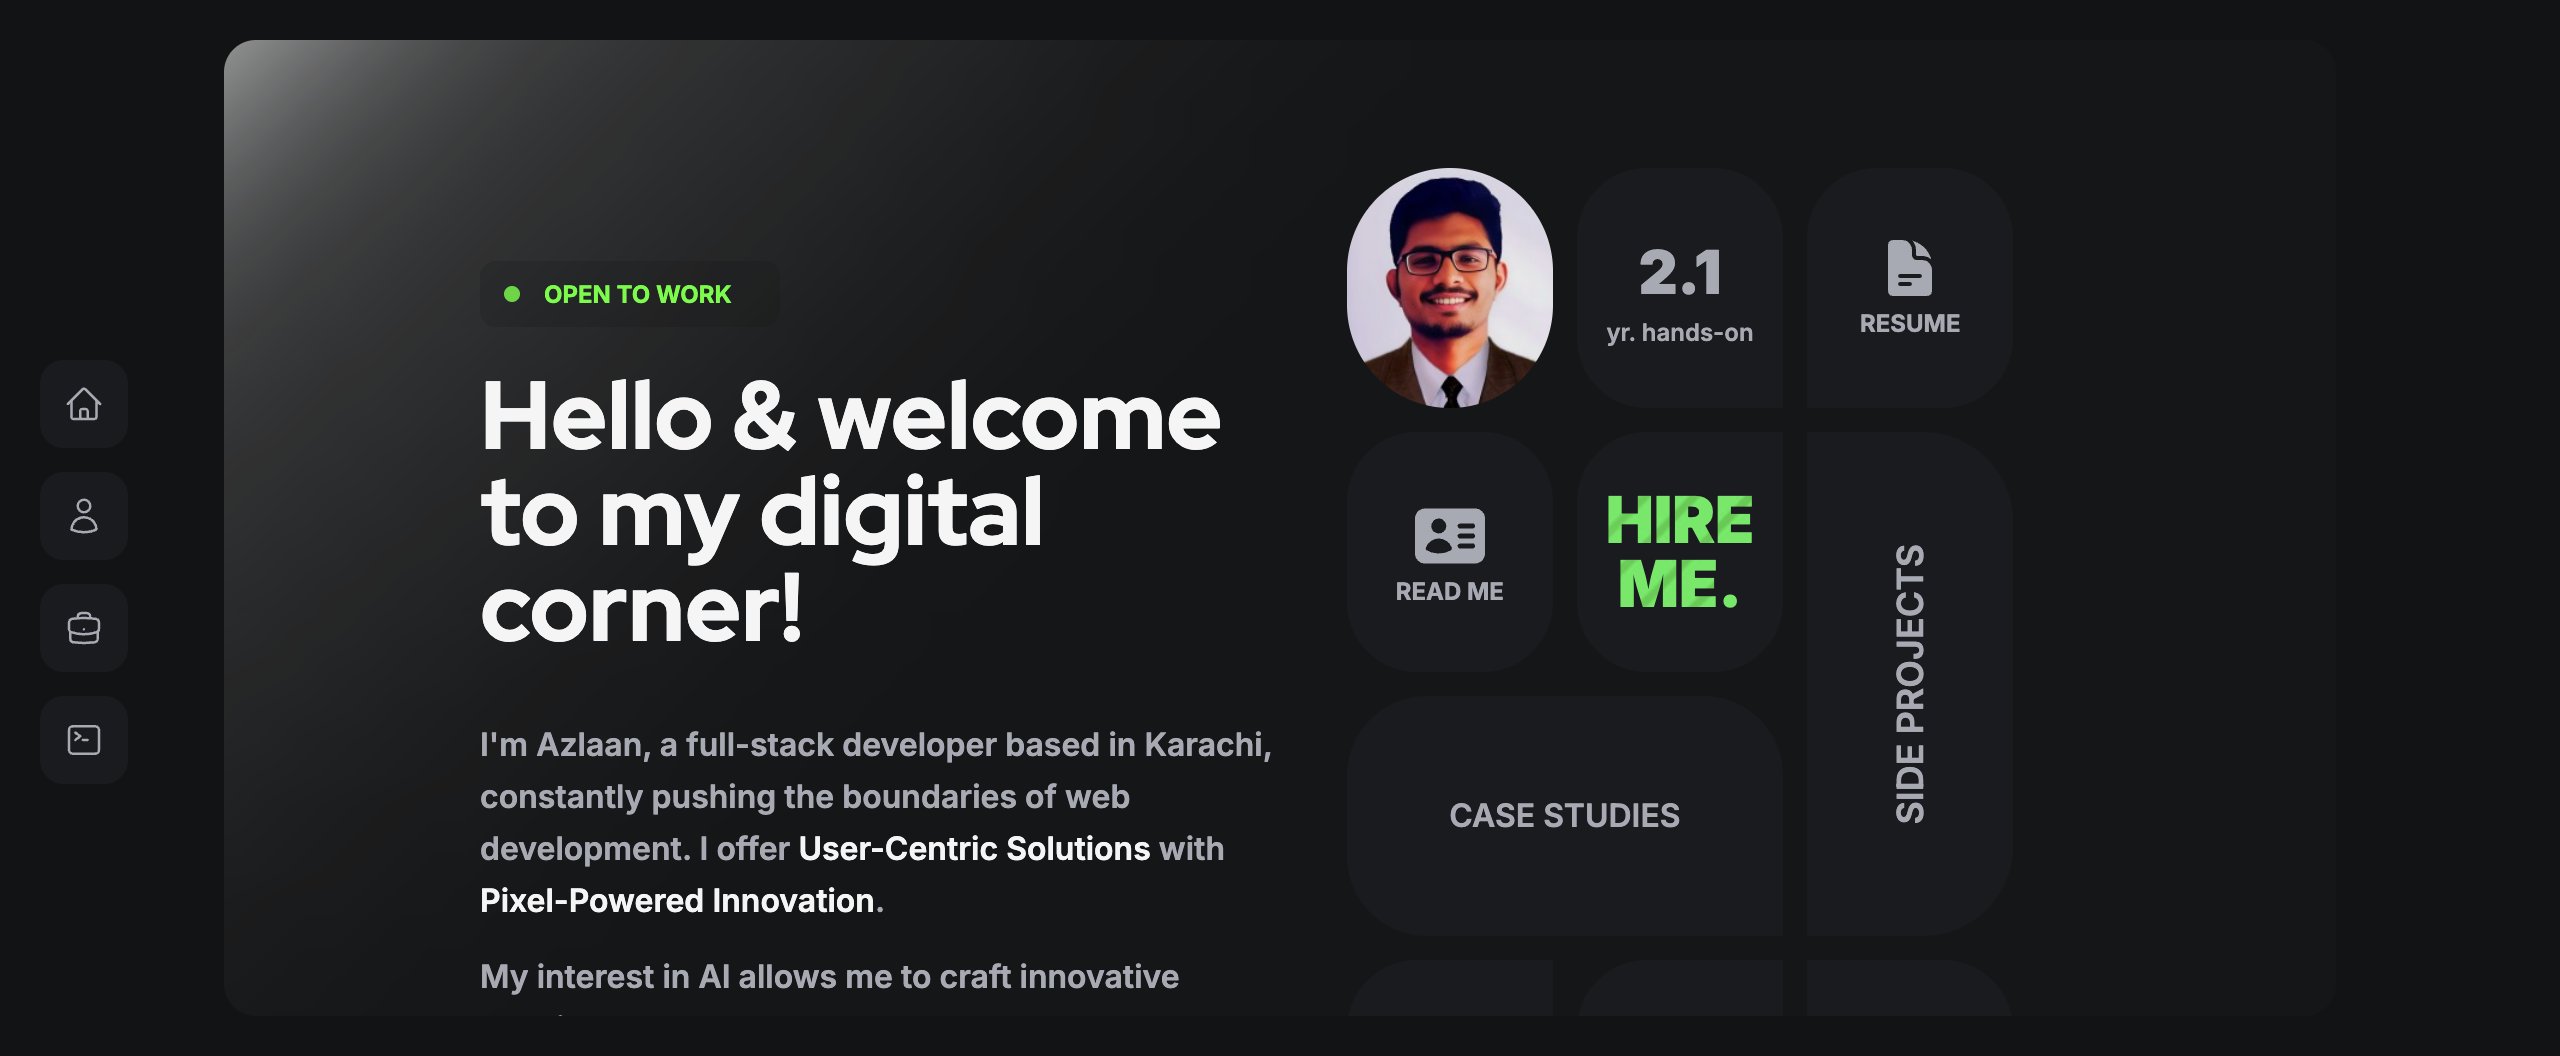 OPEN TO WORK
Hello & welcome
to my digital
corner!
I'm Azlaan, a full-stack developer based in Karachi,
constantly pushing the boundaries of web
development. I offer User-Centric Solutions with
Pixel-Powered Innovation.
My interest in AI allows me to craft innovative
2.1
yr. hands-on
RESUME
READ ME
HIRE
ME.
SIDE PROJECTS
CASE STUDIES